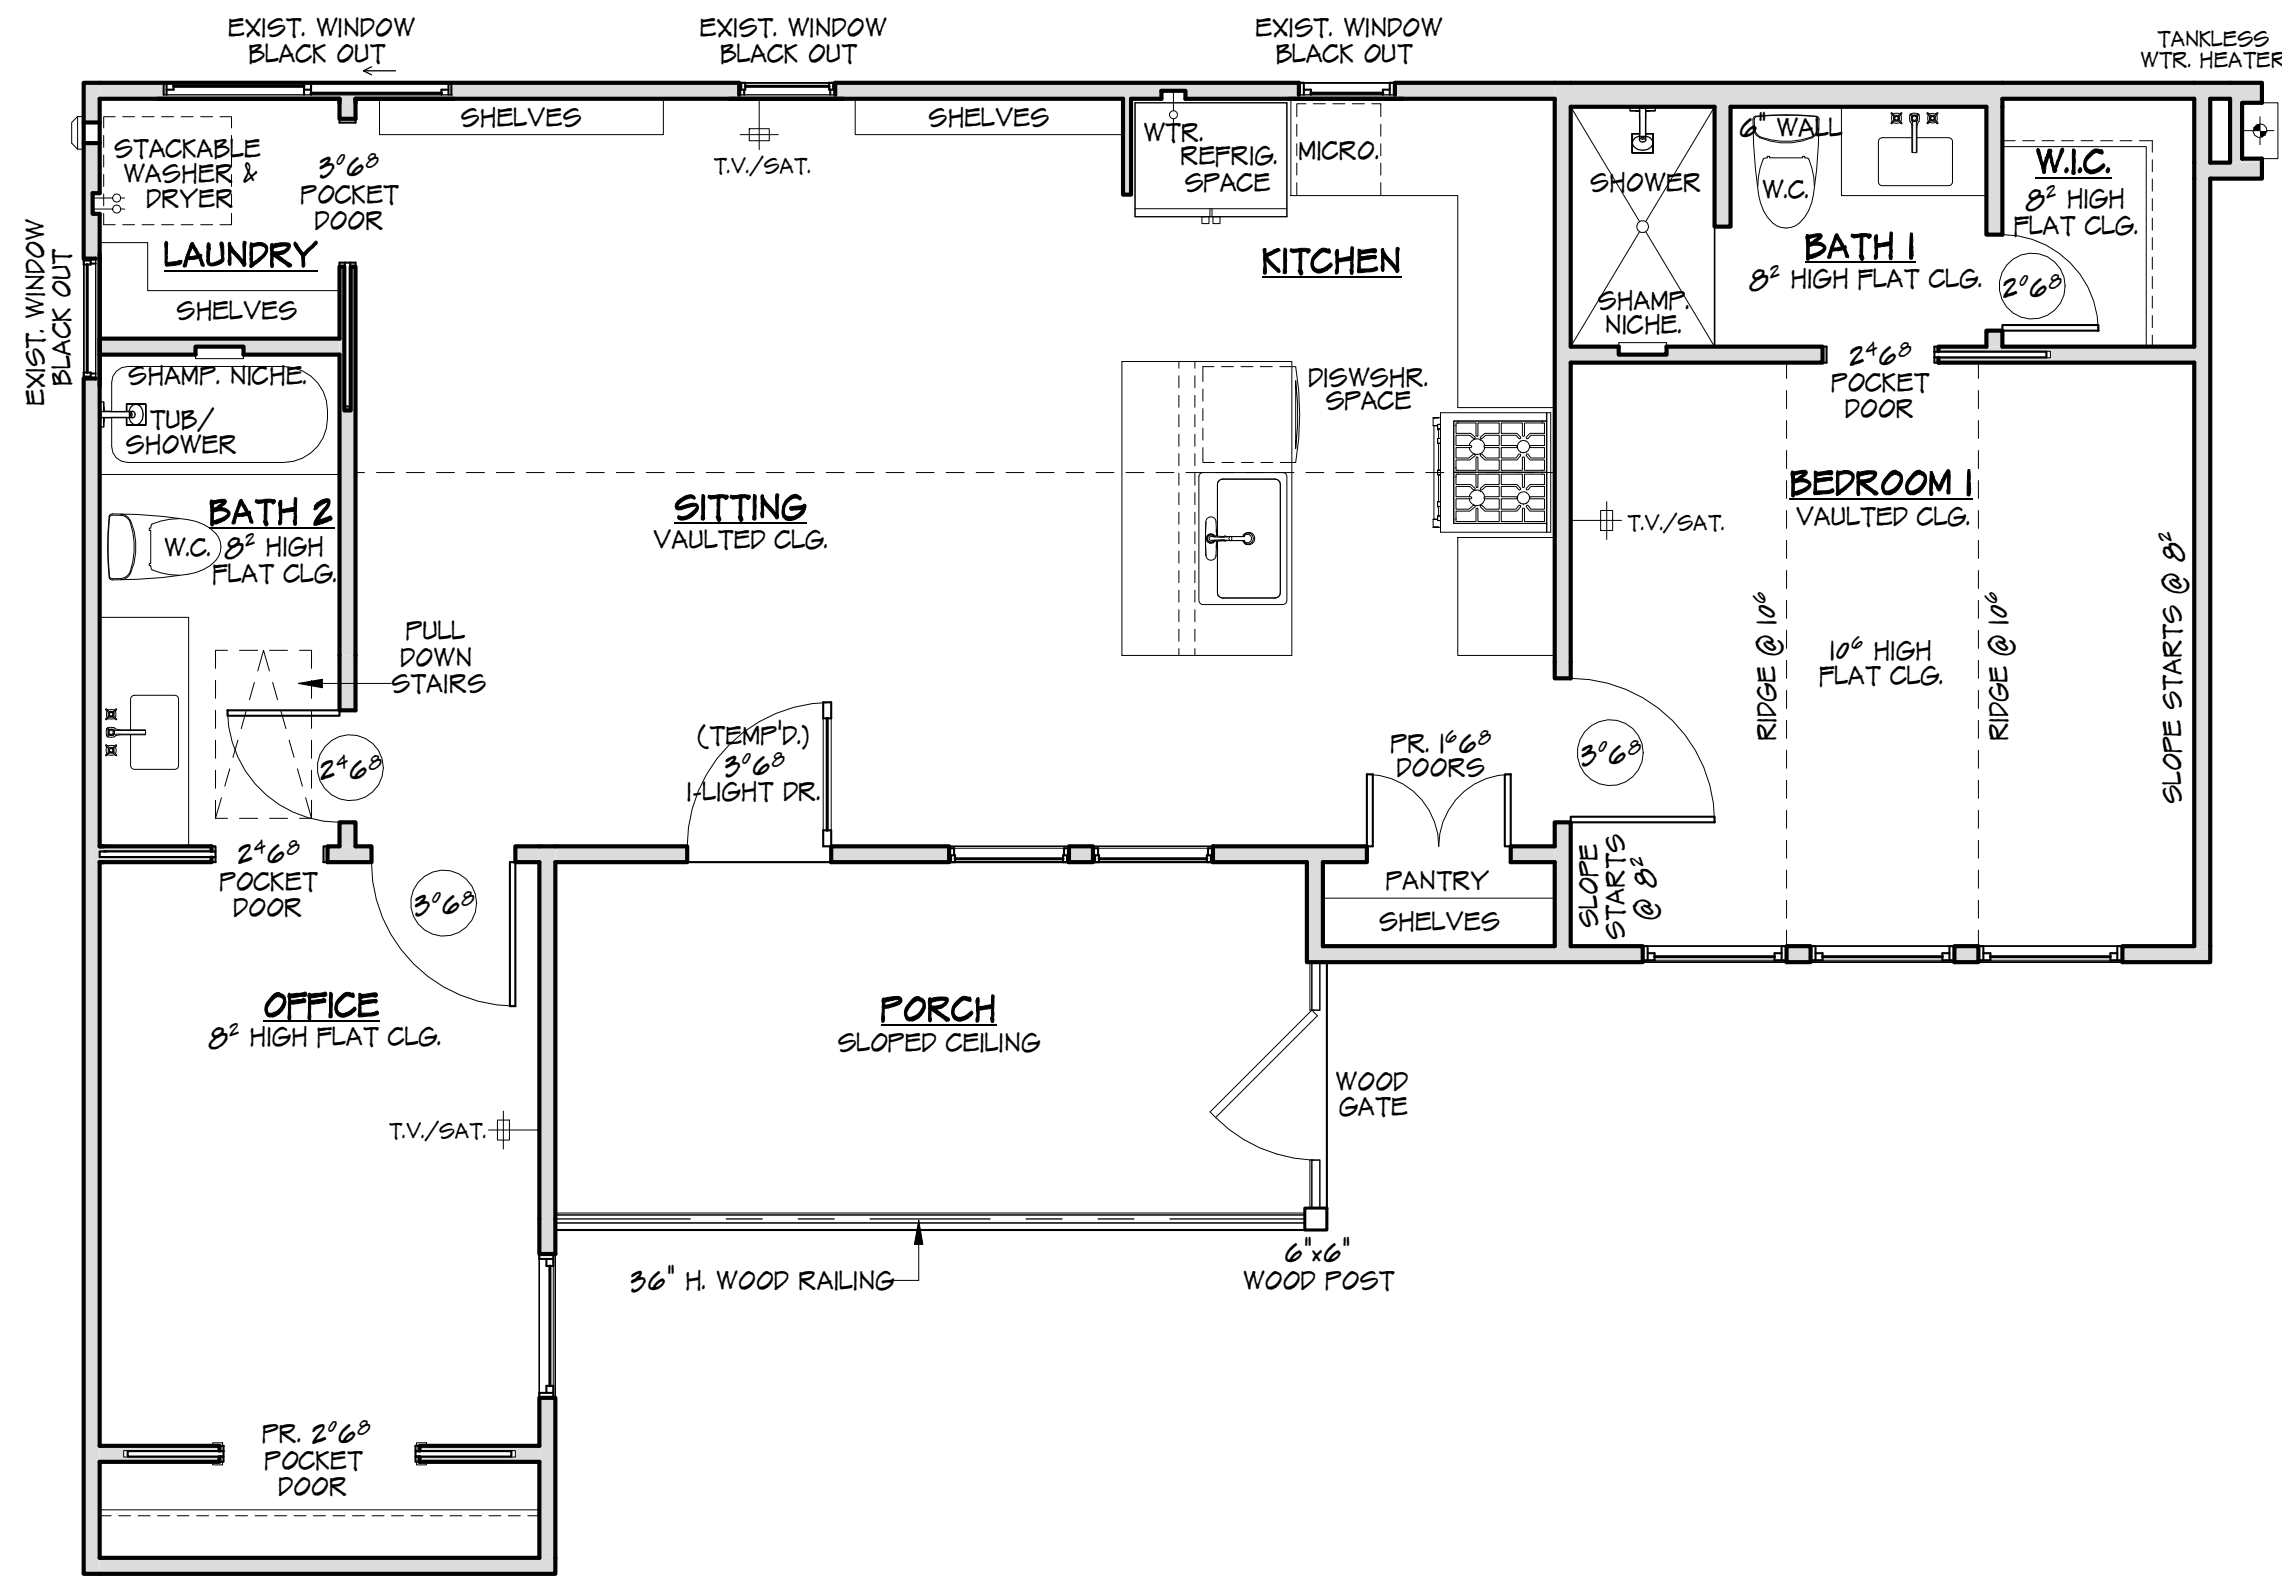 EXIST. WINDOW
BLACK OUT
EXIST. WINDOW
BLACK OUT
EXIST. WINDOW
BLACK OUT
TANKLESS
WTR. HEATER
SHELVES
SHELVES
STACKABLE
WASHER &
DRYER
3⁰6⁸
POCKET
DOOR
T.V./SAT.
WTR.
REFRIG.
SPACE
MICRO.
SHOWER
6" WALL
W.C.
W.I.C.
8² HIGH
FLAT CLG.
LAUNDRY
SHELVES
EXIST. WINDOW
BLACK OUT
KITCHEN
BATH 1
8² HIGH FLAT CLG.
2⁰6⁸
SHAMP.
NICHE.
SHAMP. NICHE.
TUB/
SHOWER
DISWSHR.
SPACE
2⁴6⁸
POCKET
DOOR
BATH 2
W.C.
8² HIGH
FLAT CLG.
SITTING
VAULTED CLG.
T.V./SAT.
BEDROOM 1
VAULTED CLG.
PULL
DOWN
STAIRS
RIDGE @ 10⁶
10⁶ HIGH
FLAT CLG.
RIDGE @ 10⁶
SLOPE STARTS @ 8²
2⁴6⁸
(TEMP'D.)
3⁰6⁸
1-LIGHT DR.
PR. 1⁶6⁸
DOORS
3⁰6⁸
2⁴6⁸
POCKET
DOOR
3⁰6⁸
PANTRY
SHELVES
SLOPE
STARTS
@ 8²
OFFICE
8² HIGH FLAT CLG.
PORCH
SLOPED CEILING
WOOD
GATE
T.V./SAT.
36" H. WOOD RAILING
6"x6"
WOOD POST
PR. 2⁰6⁸
POCKET
DOOR